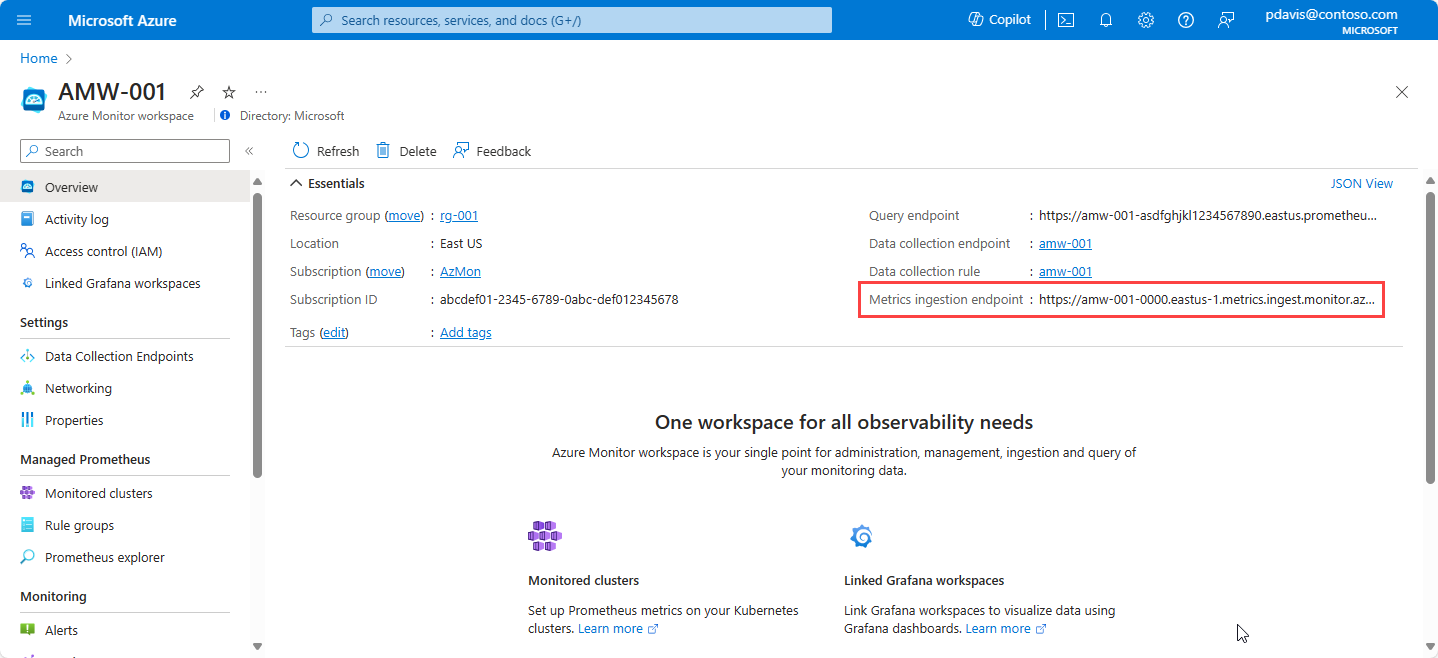 Microsoft Azure
Search resources, services, and docs (G+/)
Copilot
pdavis@contoso.com
MICROSOFT
Home
AMW-001
Azure Monitor workspace
Directory: Microsoft
Search
Refresh
Delete
Feedback
Overview
Activity log
Access control (IAM)
Linked Grafana workspaces
Settings
Data Collection Endpoints
Networking
Properties
Managed Prometheus
Monitored clusters
Rule groups
Prometheus explorer
Monitoring
Alerts
Essentials
JSON View
Resource group (move) : rg-001
Location : East US
Subscription (move) : AzMon
Subscription ID : abcdef01-2345-6789-0abc-def012345678
Tags (edit) : Add tags
Query endpoint : https://amw-001-asdfghjkl1234567890.eastus.prometheu...
Data collection endpoint : amw-001
Data collection rule : amw-001
Metrics ingestion endpoint : https://amw-001-0000.eastus-1.metrics.ingest.monitor.az...
One workspace for all observability needs
Azure Monitor workspace is your single point for administration, management, ingestion and query of
your monitoring data.
Monitored clusters
Set up Prometheus metrics on your Kubernetes
clusters. Learn more
Linked Grafana workspaces
Link Grafana workspaces to visualize data using
Grafana dashboards. Learn more